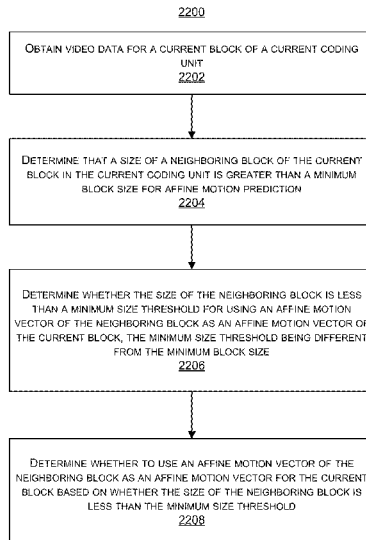 2200
OBTAIN VIDEO DATA FOR A CURRENT BLOCK OF A CURRENT CODING
UNIT
2202
DETERMINE THAT A SIZE OF A NEIGHBORING BLOCK OF THE CURRENT
BLOCK IN THE CURRENT CODING UNIT IS GREATER THAN A MINIMUM
BLOCK SIZE FOR AFFINE MOTION PREDICTION
2204
DETERMINE WHETHER THE SIZE OF THE NEIGHBORING BLOCK IS LESS
THAN A MINIMUM SIZE THRESHOLD FOR USING AN AFFINE MOTION
VECTOR OF THE NEIGHBORING BLOCK AS AN AFFINE MOTION VECTOR OF
THE CURRENT BLOCK, THE MINIMUM SIZE THRESHOLD BEING DIFFERENT
FROM THE MINIMUM BLOCK SIZE
2206
DETERMINE WHETHER TO USE AN AFFINE MOTION VECTOR OF THE
NEIGHBORING BLOCK AS AN AFFINE MOTION VECTOR FOR THE CURRENT
BLOCK BASED ON WHETHER THE SIZE OF THE NEIGHBORING BLOCK IS
LESS THAN THE MINIMUM SIZE THRESHOLD
2208